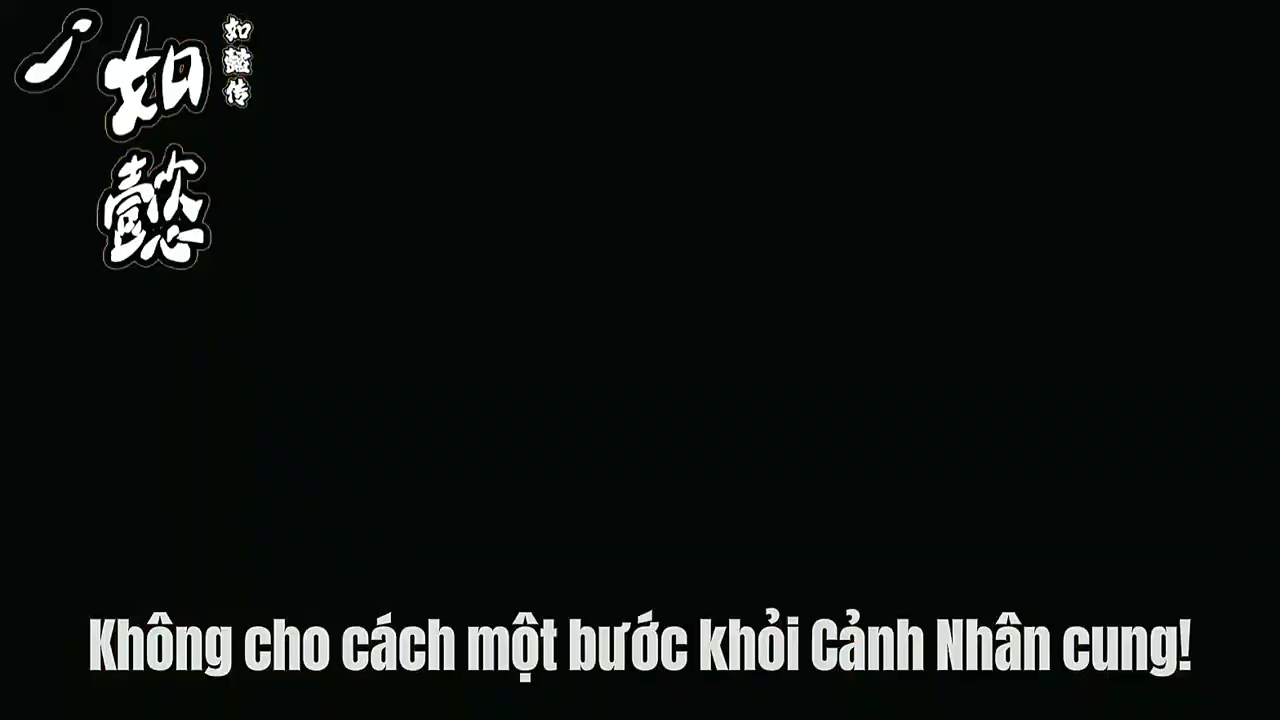 如懿
如懿传
Không cho cách một bước khỏi Cảnh Nhân cung!